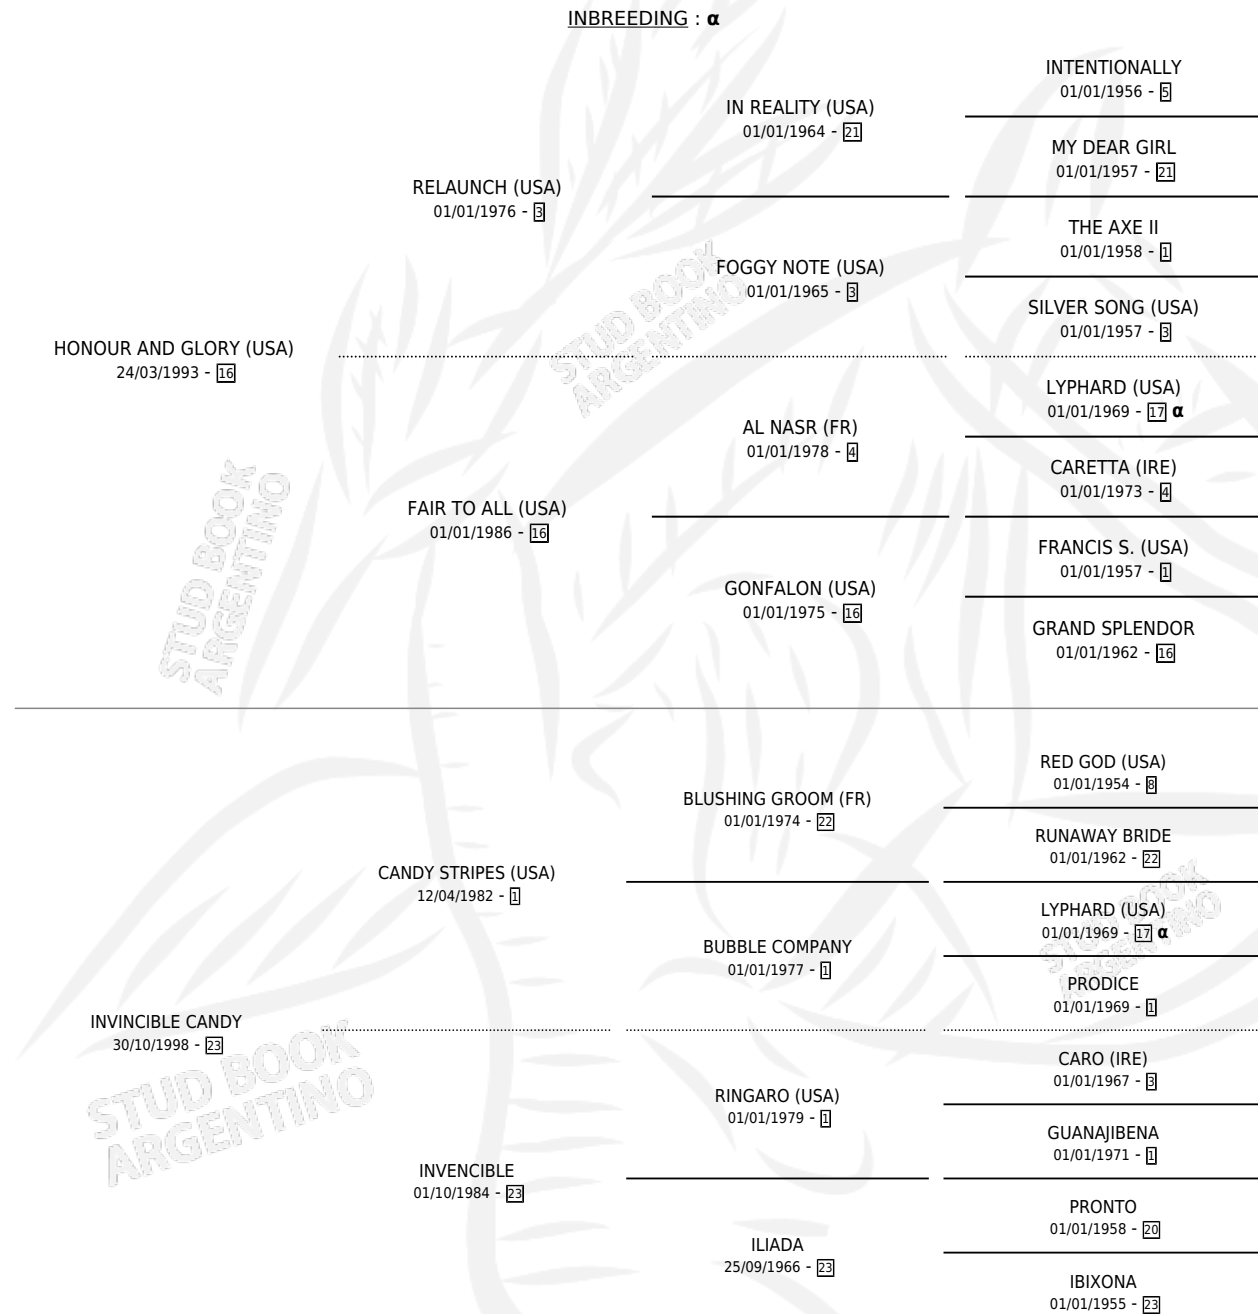 INBREEDING : α
INTENTIONALLY
01/01/1956 - 5
IN REALITY (USA)
01/01/1964 - 21
MY DEAR GIRL
01/01/1957 - 21
RELAUNCH (USA)
01/01/1976 - 3
THE AXE II
01/01/1958 - 1
FOGGY NOTE (USA)
01/01/1965 - 3
SILVER SONG (USA)
01/01/1957 - 3
HONOUR AND GLORY (USA)
24/03/1993 - 16
LYPHARD (USA)
01/01/1969 - 17 α
AL NASR (FR)
01/01/1978 - 4
CARETTA (IRE)
01/01/1973 - 4
FAIR TO ALL (USA)
01/01/1986 - 16
FRANCIS S. (USA)
01/01/1957 - 1
GONFALON (USA)
01/01/1975 - 16
GRAND SPLENDOR
01/01/1962 - 16
RED GOD (USA)
01/01/1954 - 8
BLUSHING GROOM (FR)
01/01/1974 - 22
RUNAWAY BRIDE
01/01/1962 - 22
CANDY STRIPES (USA)
12/04/1982 - 1
LYPHARD (USA)
01/01/1969 - 17 α
BUBBLE COMPANY
01/01/1977 - 1
PRODICE
01/01/1969 - 1
INVINCIBLE CANDY
30/10/1998 - 23
CARO (IRE)
01/01/1967 - 3
RINGARO (USA)
01/01/1979 - 1
GUANAJIBENA
01/01/1971 - 1
INVENCIBLE
01/10/1984 - 23
PRONTO
01/01/1958 - 20
ILIADA
25/09/1966 - 23
IBIXONA
01/01/1955 - 23
STUD BOOK
ARGENTINO
STUD BOOK
ARGENTINO
STUD BOOK
ARGENTINO
STUD BOOK
ARGENTINO